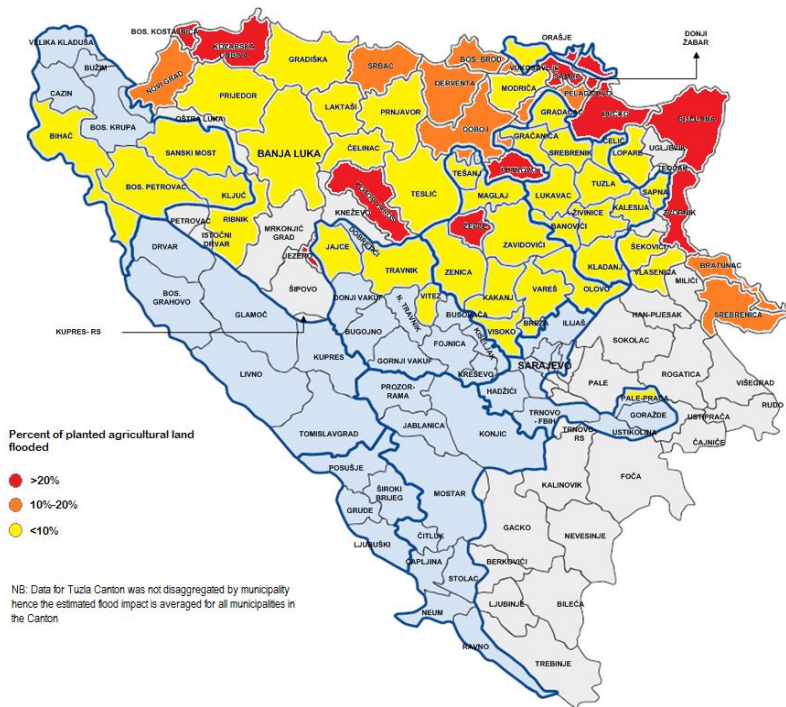 BOS. KOSTAJNICA
ORAŠJE
DONJI
ŽABAR
VELIKA KLADUŠA
BUŽIM
CAZIN
NOVI GRAD
GRADIŠKA
SRBAC
BOS. BROD
DERVENTA
MODRIČA
PELAGIĆEVO
BIJELJINA
BOS. KRUPA
PRIJEDOR
LAKTAŠI
PRNJAVOR
DOBOJ
GRADAČAC
GRAČANICA
ČELIĆ
LOPARE
UGLJEVIK
TEOČAK
BIHAĆ
OŠTRA LUKA
SANSKI MOST
BANJA LUKA
ČELINAC
SREBRENIK
TEŠANJ
TUZLA
SAPNA
BOS. PETROVAC
KLJUČ
TESLIĆ
MAGLAJ
LUKAVAC
KALESIJA
ZVORNIK
ŽIVINICE
BANOVIĆI
PETROVAC
RIBNIK
KNEŽEVO
ISTOČNI
DRVAR
MRKONJIĆ
GRAD
DOBRETIĆI
ŽEPČE
ZAVIDOVIĆI
ŠEKOVIĆI
DRVAR
JEZERO
JAJCE
TRAVNIK
ZENICA
KLADANJ
VLASENICA
BRATUNAC
MILIĆI
BOS.
GRAHOVO
GLAMOČ
ŠIPOVO
DONJI VAKUF
VITEZ
KAKANJ
VAREŠ
OLOVO
SREBRENICA
KUPRES- RS
BUGOJNO
N. TRAVNIK
BUSOVAČA
VISOKO
BREZA
ILIJAŠ
HAN-PIJESAK
SOKOLAC
FOJNICA
KISELJAK
KUPRES
GORNJI VAKUF
KREŠEVO
SARAJEVO
LIVNO
PROZOR-
RAMA
HADŽIĆI
PALE
ROGATICA
VIŠEGRAD
RUDO
PALE-PRAČA
GORAŽDE
TRNOVO
- FBIH
USTIPRAČA
USTIKOLINA
TRNOVO-
RS
ČAJNIČE
JABLANICA
KONJIC
TOMISLAVGRAD
FOČA
KALINOVIK
POSUŠJE
ŠIROKI
BRIJEG
MOSTAR
GRUDE
GACKO
NEVESINJE
LJUBUŠKI
ČITLUK
ČAPLJINA
BERKOVIĆI
STOLAC
NEUM
LJUBINJE
BILEĆA
RAVNO
TREBINJE
Percent of planted agricultural land
flooded
>20%
10%-20%
<10%
NB: Data for Tuzla Canton was not disaggregated by municipality
hence the estimated flood impact is averaged for all municipalities in
the Canton